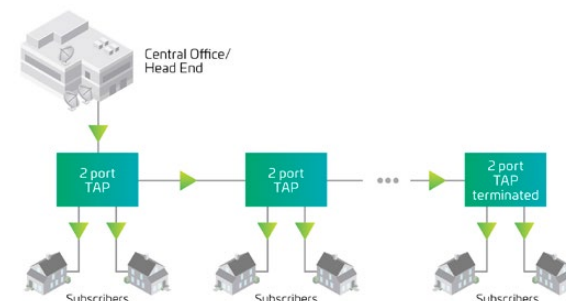 Central Office/
Head End
2 port
TAP
2 port
TAP
2 port
TAP
terminated
Subscribers
Subscribers
Subscribers